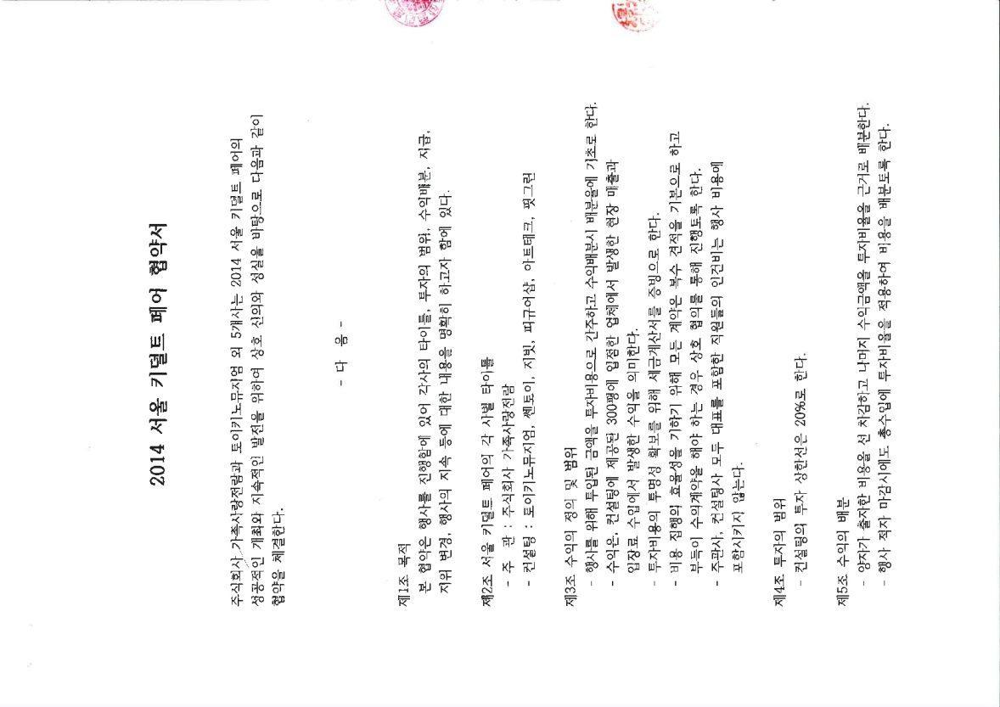 2014 서울 키덜트 페어 협약서
주식회사 가족사랑전람과 토이키노뮤지엄 외 5개사는 2014 서울 키덜트 페어의
성공적인 개최와 지속적인 발전을 위하여 상호 신의와 성실을 바탕으로 다음과 같이
협약을 체결한다.
- 다 음 -
제1조 목적
본 협약은 행사를 진행함에 있어 각사의 타이틀, 투자의 범위, 수익배분, 지급,
지위 변경, 행사의 지속 등에 대한 내용을 명확히 하고자 함에 있다.
제2조 서울 키덜트 페어의 각 사별 타이틀
- 주 관 : 주식회사 가족사랑전람
- 컨설팅 : 토이키노뮤지엄, 쎈토이, 지빗, 피규어샵, 아트테크, 핏그린
제3조 수익의 정의 및 범위
- 행사를 위해 투입된 금액을 투자비용으로 간주하고 수익배분시 배분율에 기초로 한다.
- 수익은, 컨설팅에 제공된 300평에 입점한 업체에서 발생한 현장 매출과
입장료 수입에서 발생한 수익을 의미한다.
- 투자비용의 투명성 확보를 위해 세금계산서를 증빙으로 한다.
- 비용 집행의 효율성을 기하기 위해 모든 계약은 복수 견적을 기본으로 하고
부득이 수의계약을 해야 하는 경우 상호 협의를 통해 진행토록 한다.
- 주관사, 컨설팅사 모두 대표를 포함한 직원들의 인건비는 행사 비용에
포함시키지 않는다.
제4조 투자의 범위
- 컨설팅의 투자 상한선은 20%로 한다.
제5조 수익의 배분
- 양자가 출자한 비용을 선 차감하고 나머지 수익금액을 투자비율을 근거로 배분한다.
- 행사 적자 마감시에도 총수입에 투자비율을 적용하여 비용을 배분토록 한다.